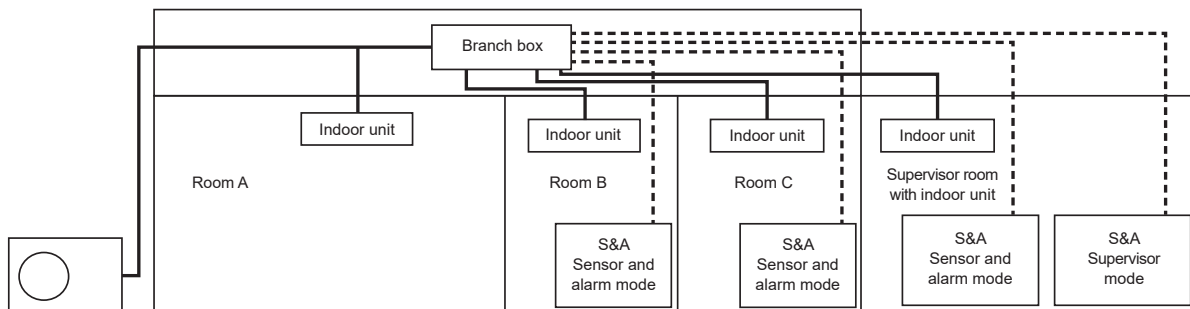 Branch box
Indoor unit
Indoor unit
Indoor unit
Indoor unit
Room A
Room B
Room C
Supervisor room
with indoor unit
S&A
Sensor and
alarm mode
S&A
Sensor and
alarm mode
S&A
Sensor and
alarm mode
S&A
Supervisor
mode